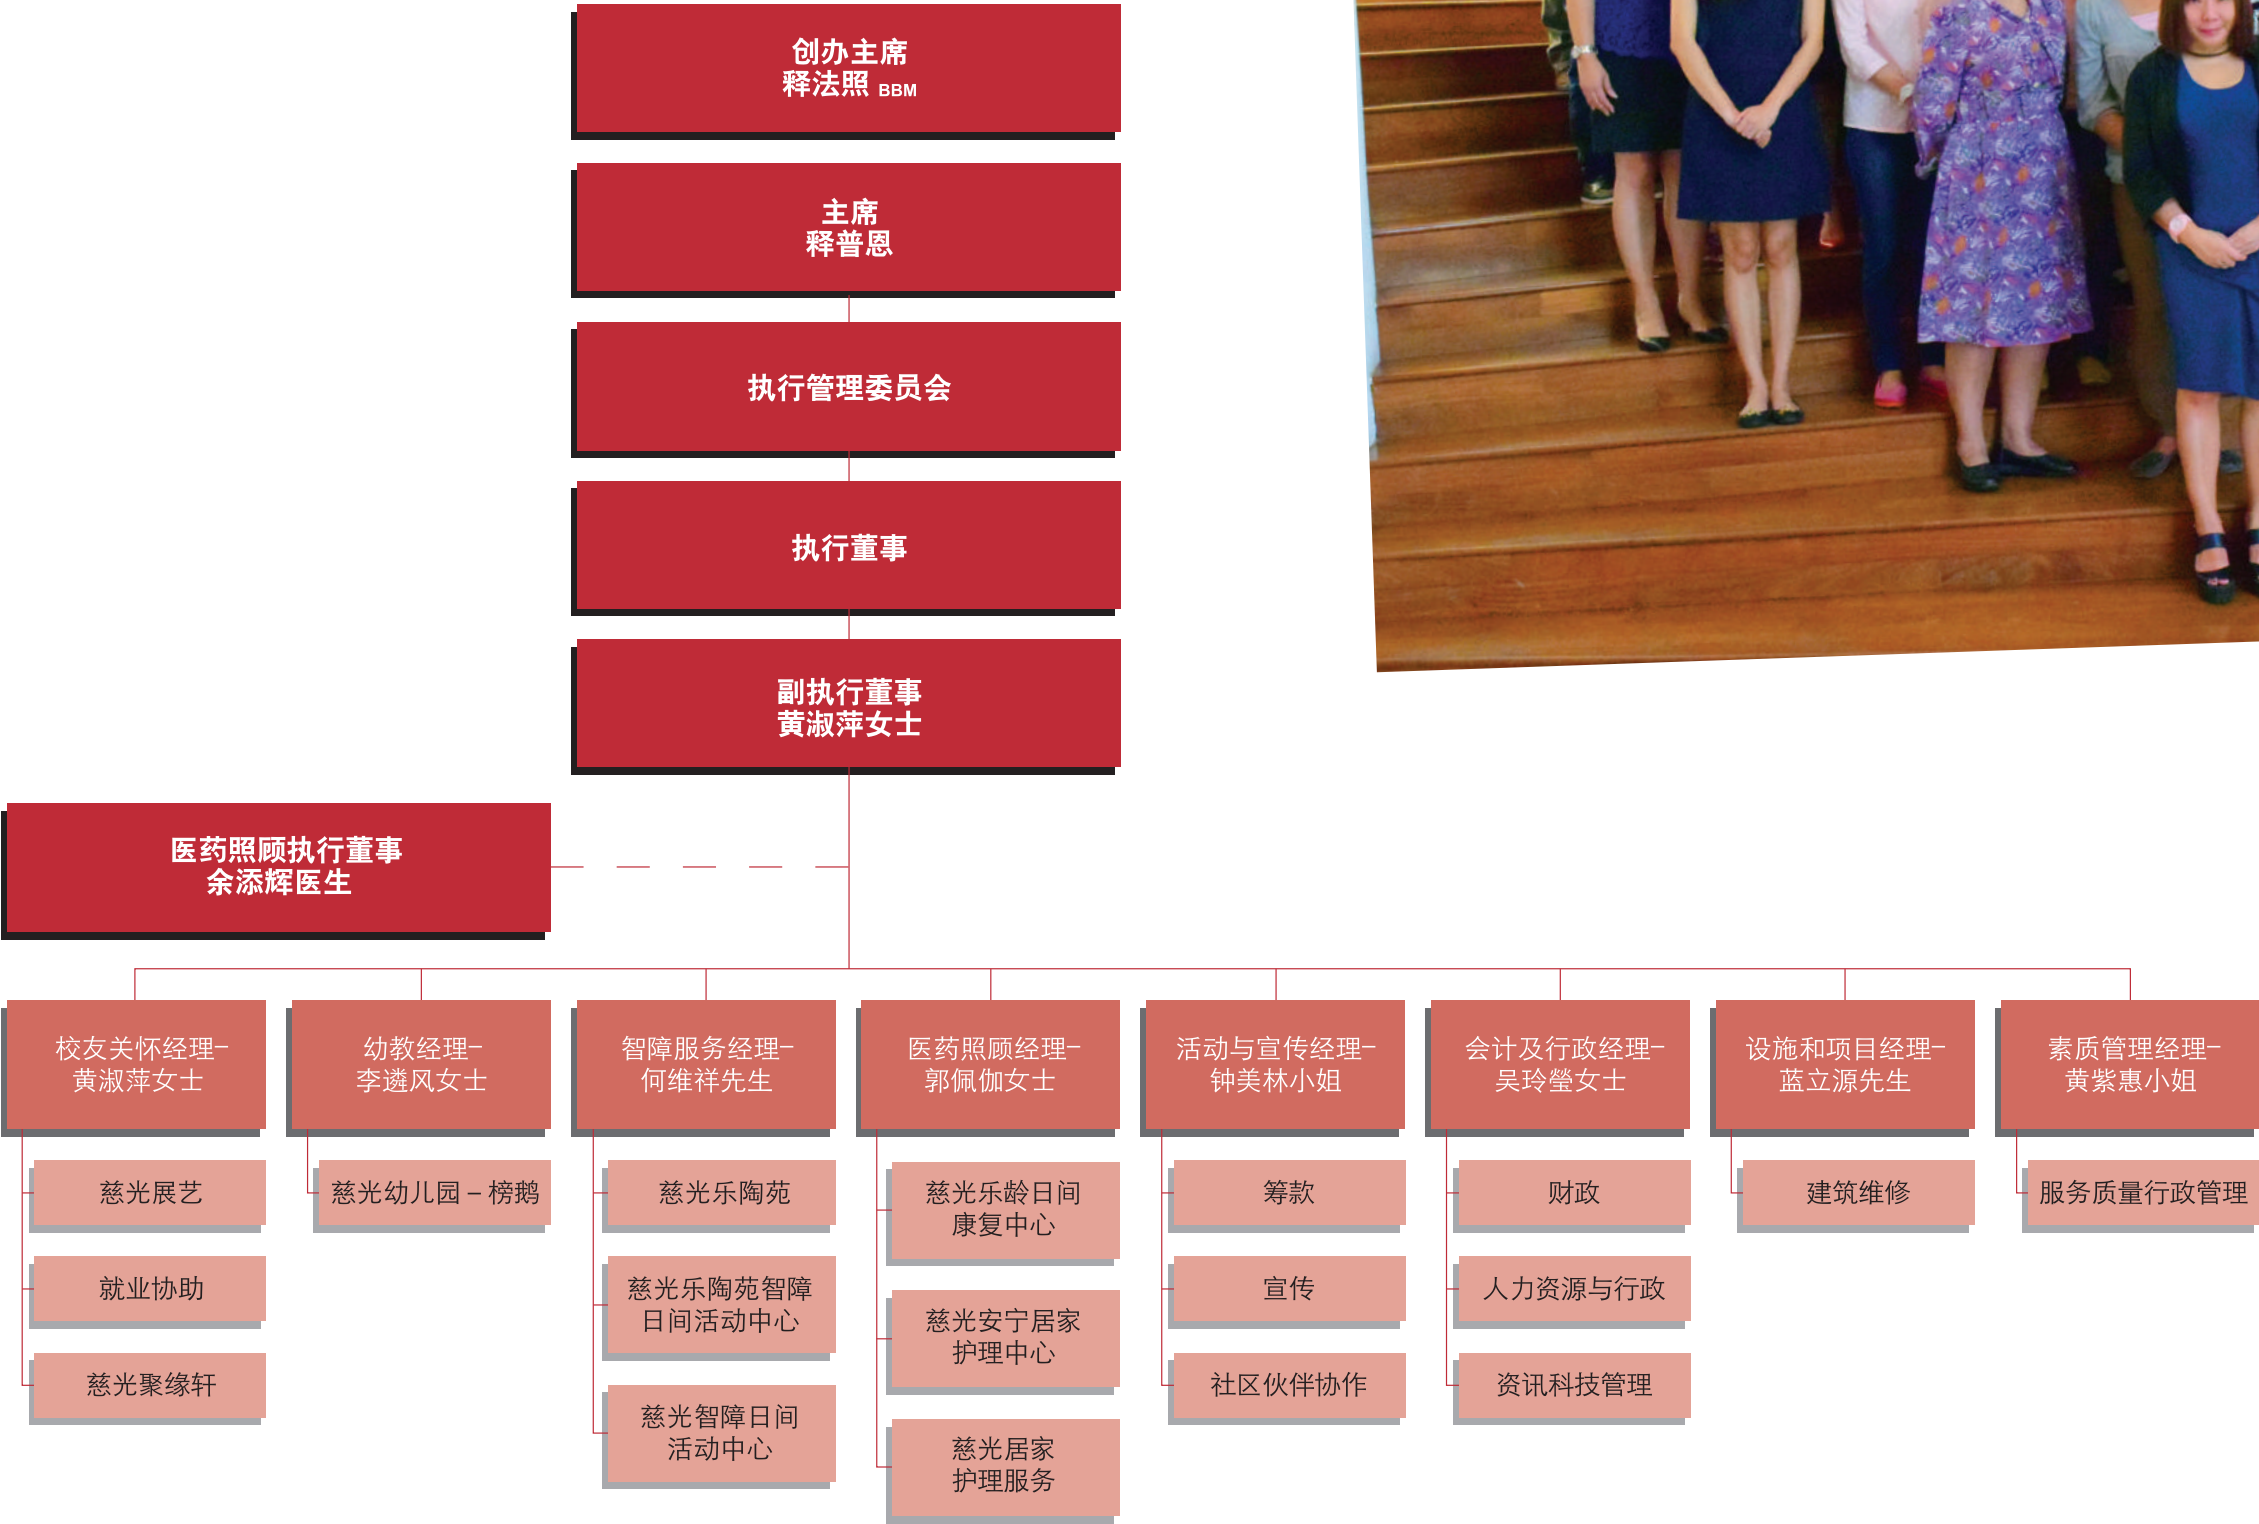 创办主席
释法照 BBM
主席
释普恩
执行管理委员会
执行董事
副执行董事
黄淑萍女士
医药照顾执行董事
余添辉医生
校友关怀经理–
黄淑萍女士
慈光展艺
就业协助
慈光聚缘轩
幼教经理–
李遴风女士
慈光幼儿园 – 榜鹅
智障服务经理–
何维祥先生
慈光乐陶苑
慈光乐陶苑智障
日间活动中心
慈光智障日间
活动中心
医药照顾经理–
郭佩伽女士
慈光乐龄日间
康复中心
慈光安宁居家
护理中心
慈光居家
护理服务
活动与宣传经理–
钟美林小姐
筹款
宣传
社区伙伴协作
会计及行政经理–
吴玲瑩女士
财政
人力资源与行政
资讯科技管理
设施和项目经理–
蓝立源先生
建筑维修
素质管理经理–
黄紫惠小姐
服务质量行政管理